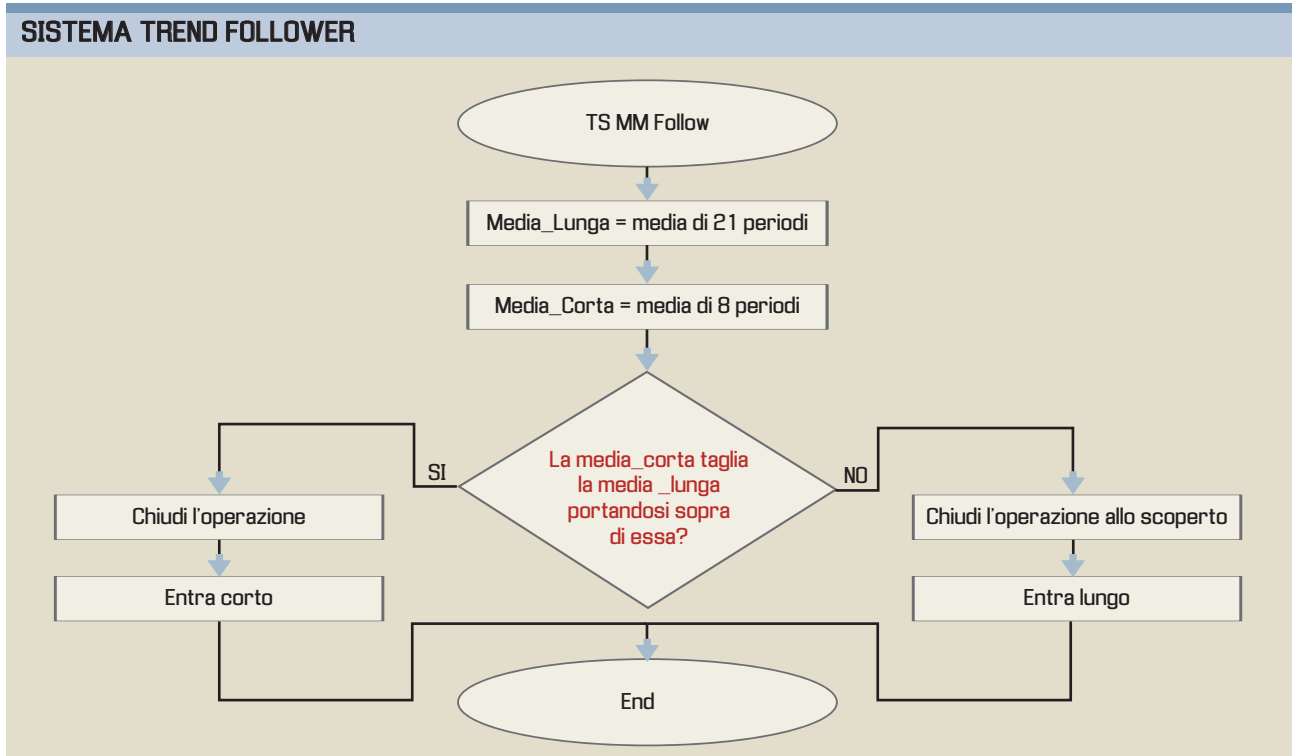 SISTEMA TREND FOLLOWER
TS MM Follow
Media_Lunga = media di 21 periodi
Media_Corta = media di 8 periodi
La media_corta taglia
la media _lunga
portandosi sopra
di essa?
SI
NO
Chiudi l'operazione
Chiudi l'operazione allo scoperto
Entra corto
Entra lungo
End